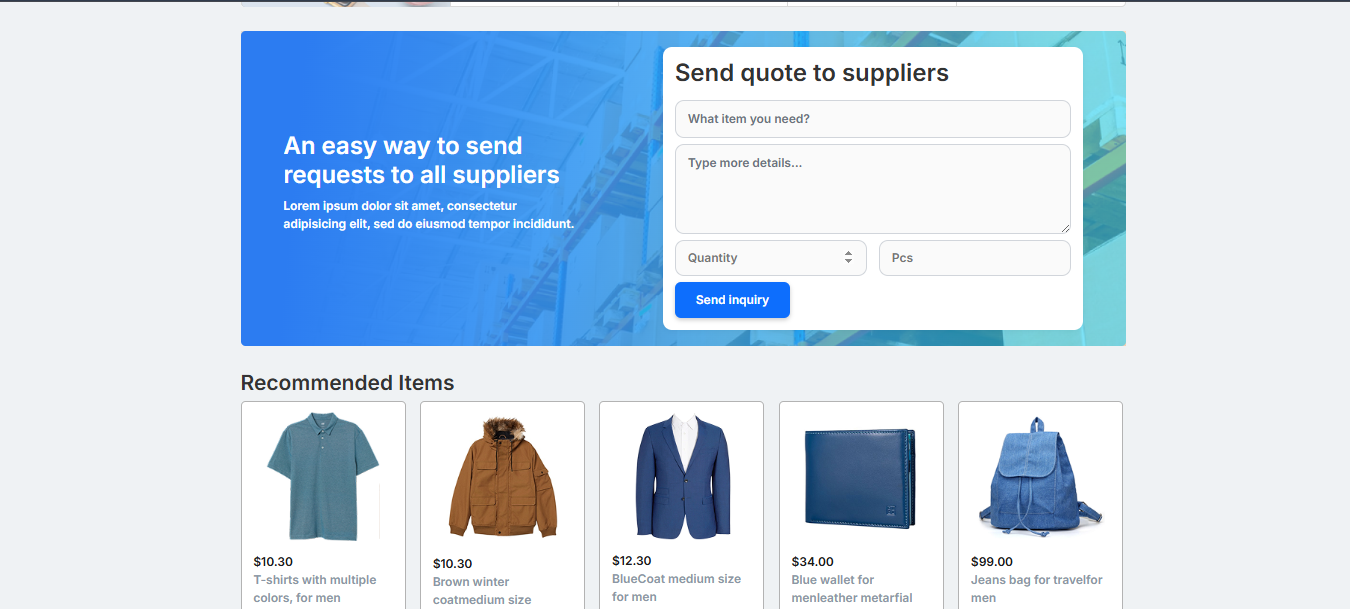 Send quote to suppliers
What item you need?
An easy way to send
requests to all suppliers
Type more details...
Lorem ipsum dolor sit amet, consectetur
adipisicing elit, sed do eiusmod tempor incididunt.
Quantity
Pcs
Send inquiry
Recommended Items
$10.30
T-shirts with multiple
colors, for men
$10.30
Brown winter
coatmedium size
$12.30
BlueCoat medium size
for men
$34.00
Blue wallet for
menleather metarfial
$99.00
Jeans bag for travelfor
men